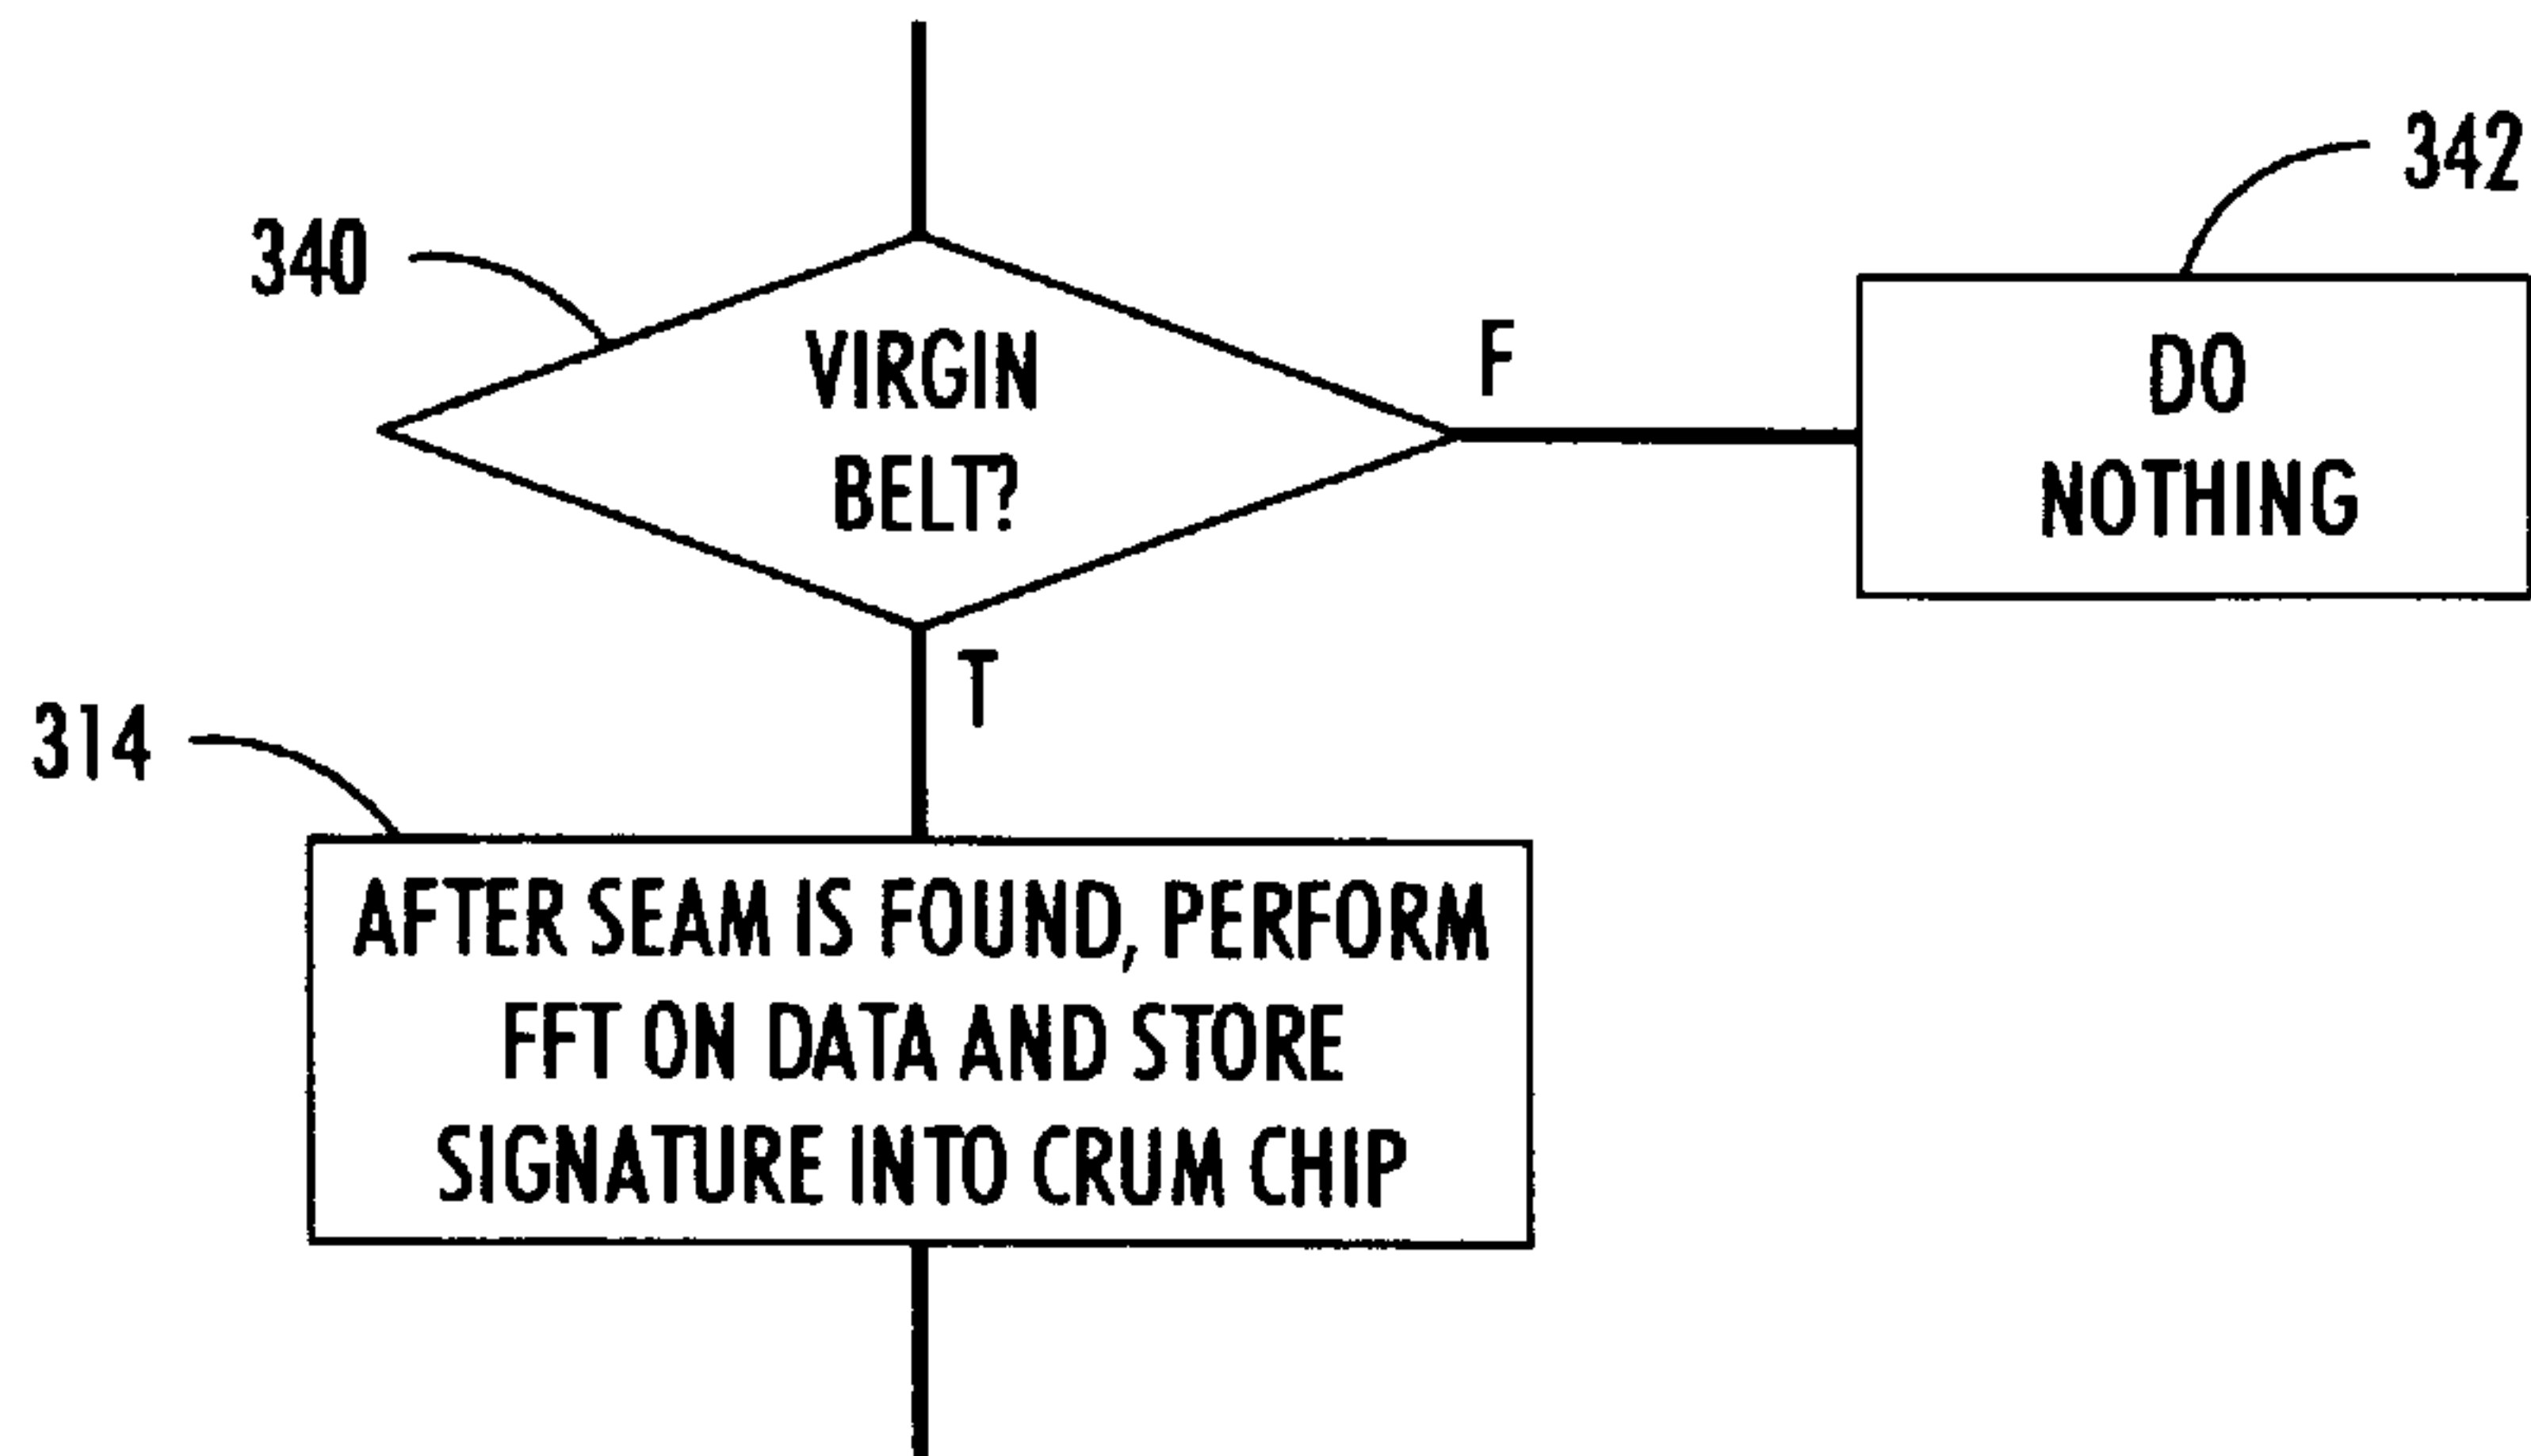 342
340
VIRGIN
BELT?
F
DO
NOTHING
T
314
AFTER SEAM IS FOUND, PERFORM
FFT ON DATA AND STORE
SIGNATURE INTO CRUM CHIP